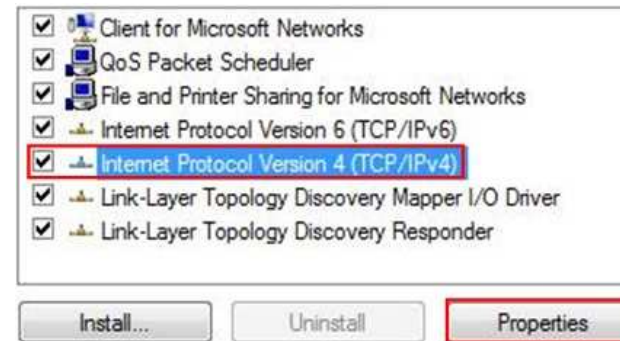 Client for Microsoft Networks
QoS Packet Scheduler
File and Printer Sharing for Microsoft Networks
Internet Protocol Version 6 (TCP/IPv6)
Internet Protocol Version 4 (TCP/IPv4)
Link-Layer Topology Discovery Mapper I/O Driver
Link-Layer Topology Discovery Responder
Install... Uninstall Properties